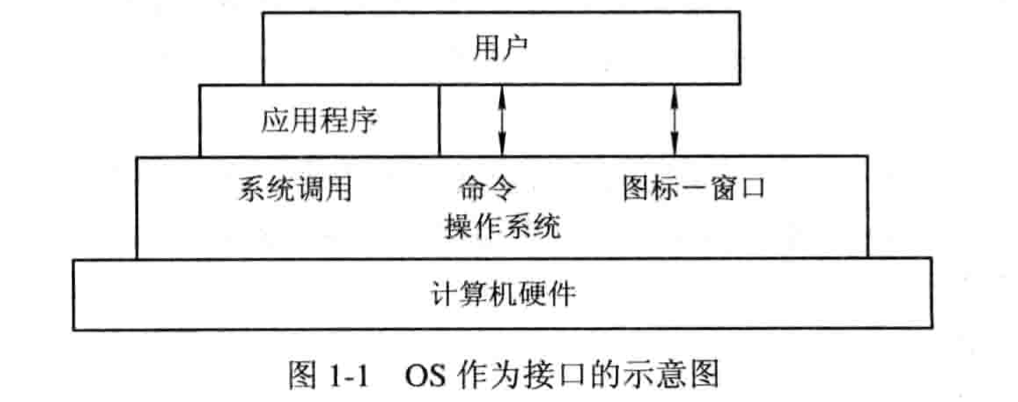 用户
应用程序
系统调用 命令 图标－窗口
操作系统
计算机硬件
图 1-1 OS 作为接口的示意图